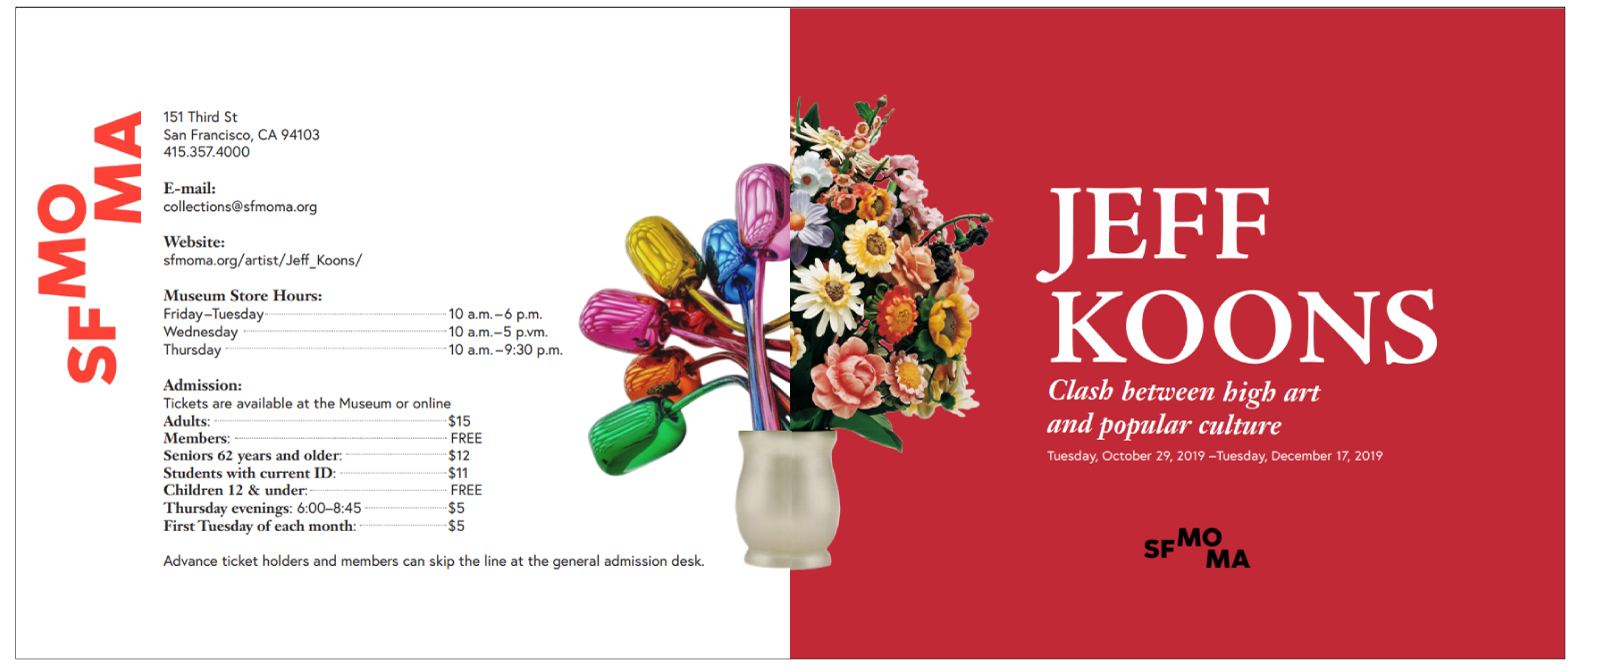 SFMOMA
151 Third St
San Francisco, CA 94103
415.357.4000
E-mail:
collections@sfmoma.org
Website:
sfmoma.org/artist/Jeff_Koons/
Museum Store Hours:
Friday–Tuesday 10 a.m.–6 p.m.
Wednesday 10 a.m.–5 p.vm.
Thursday 10 a.m.–9:30 p.m.
Admission:
Tickets are available at the Museum or online
Adults: $15
Members: FREE
Seniors 62 years and older: $12
Students with current ID: $11
Children 12 & under: FREE
Thursday evenings: 6:00–8:45 $5
First Tuesday of each month: $5
Advance ticket holders and members can skip the line at the general admission desk.
JEFF
KOONS
Clash between high art
and popular culture
Tuesday, October 29, 2019 –Tuesday, December 17, 2019
SFMOMA